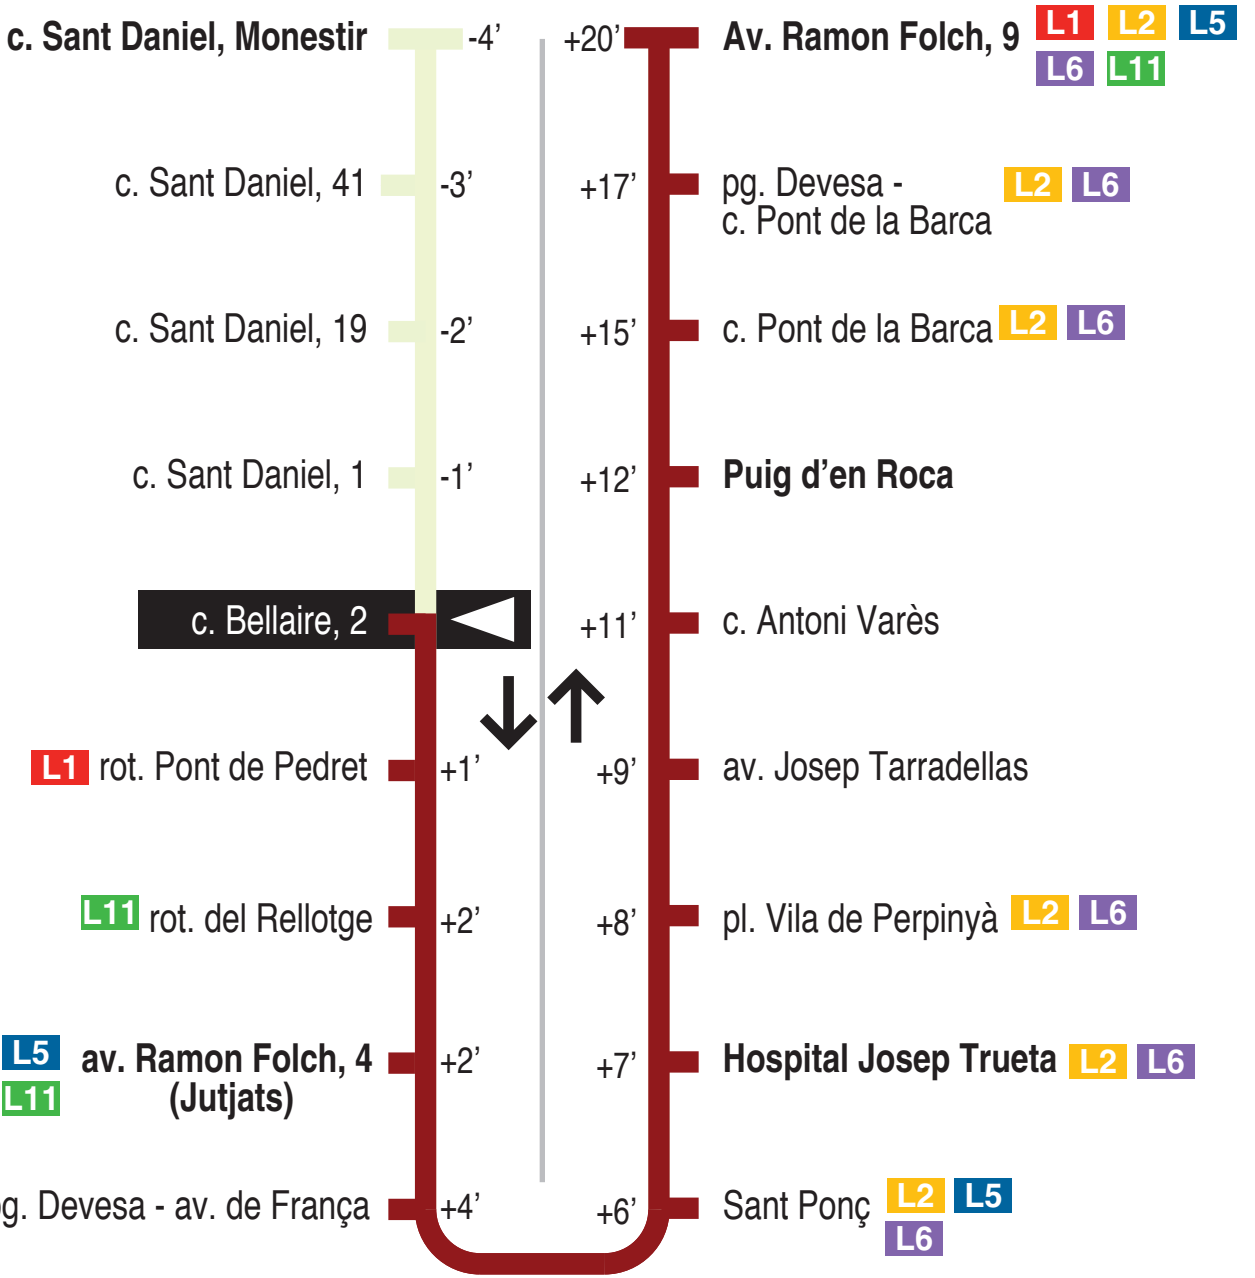 c. Sant Daniel, Monestir -4’
c. Sant Daniel, 41 -3’
c. Sant Daniel, 19 -2’
c. Sant Daniel, 1 -1’
c. Bellaire, 2
L1 rot. Pont de Pedret +1’
L11 rot. del Rellotge +2’
L5 av. Ramon Folch, 4 +2’
L11 (Jutjats)
g. Devesa - av. de França +4’
+20’ Av. Ramon Folch, 9 L1 L2 L5
L6 L11
+17’ pg. Devesa - L2 L6
c. Pont de la Barca
+15’ c. Pont de la Barca L2 L6
+12’ Puig d’en Roca
+11’ c. Antoni Varès
+9’ av. Josep Tarradellas
+8’ pl. Vila de Perpinyà L2 L6
+7’ Hospital Josep Trueta L2 L6
+6’ Sant Ponç L2 L5
L6